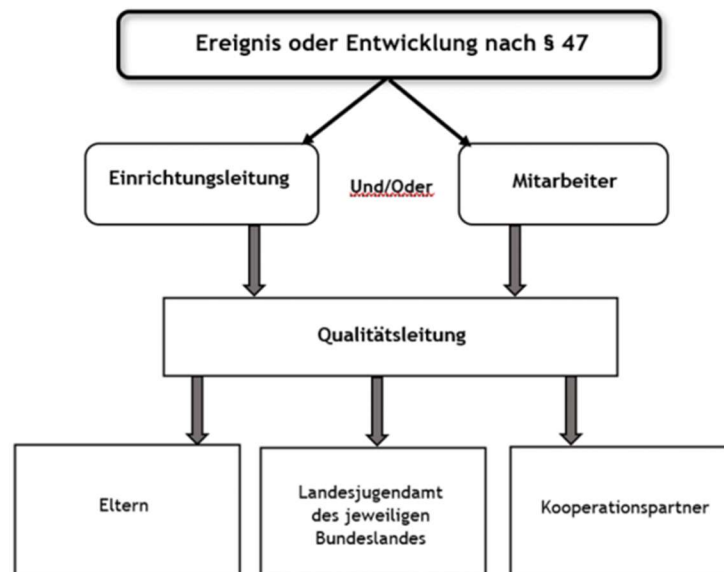 Ereignis oder Entwicklung nach § 47
Einrichtungsleitung
Und/Oder
Mitarbeiter
Qualitätsleitung
Eltern
Landesjugendamt
des jeweiligen
Bundeslandes
Kooperationspartner